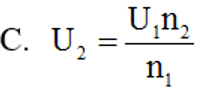 C. U₂ = U₁n₂ / n₁